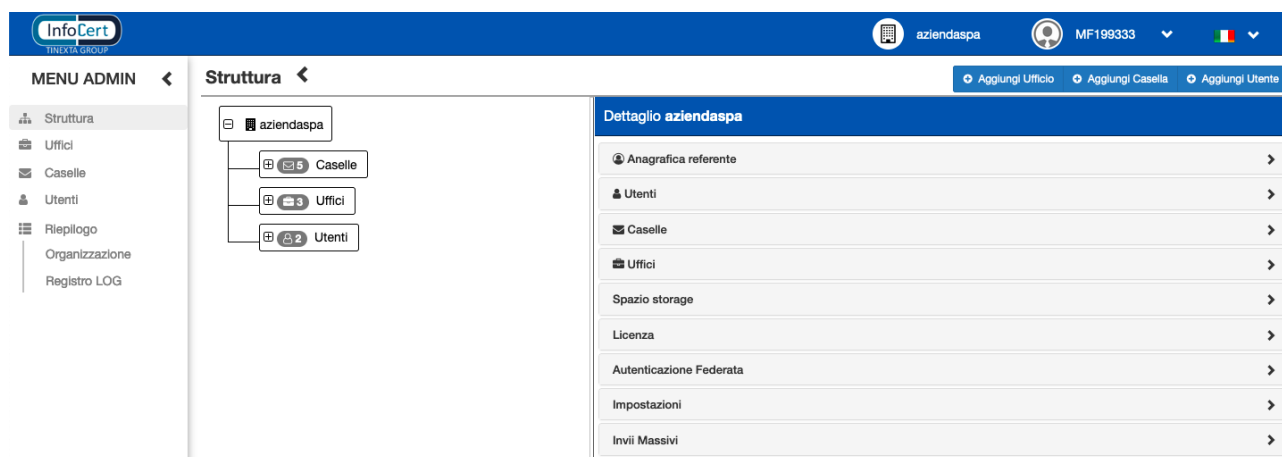 InfoCert
TINEXTA GROUP
aziendaspa
MF199333
MENU ADMIN
Struttura
Aggiungi Ufficio
Aggiungi Casella
Aggiungi Utente
Struttura
Uffici
Caselle
Utenti
Riepilogo
Organizzazione
Registro LOG
aziendaspa
5 Caselle
3 Uffici
2 Utenti
Dettaglio aziendaspa
Anagrafica referente
Utenti
Caselle
Uffici
Spazio storage
Licenza
Autenticazione Federata
Impostazioni
Invii Massivi